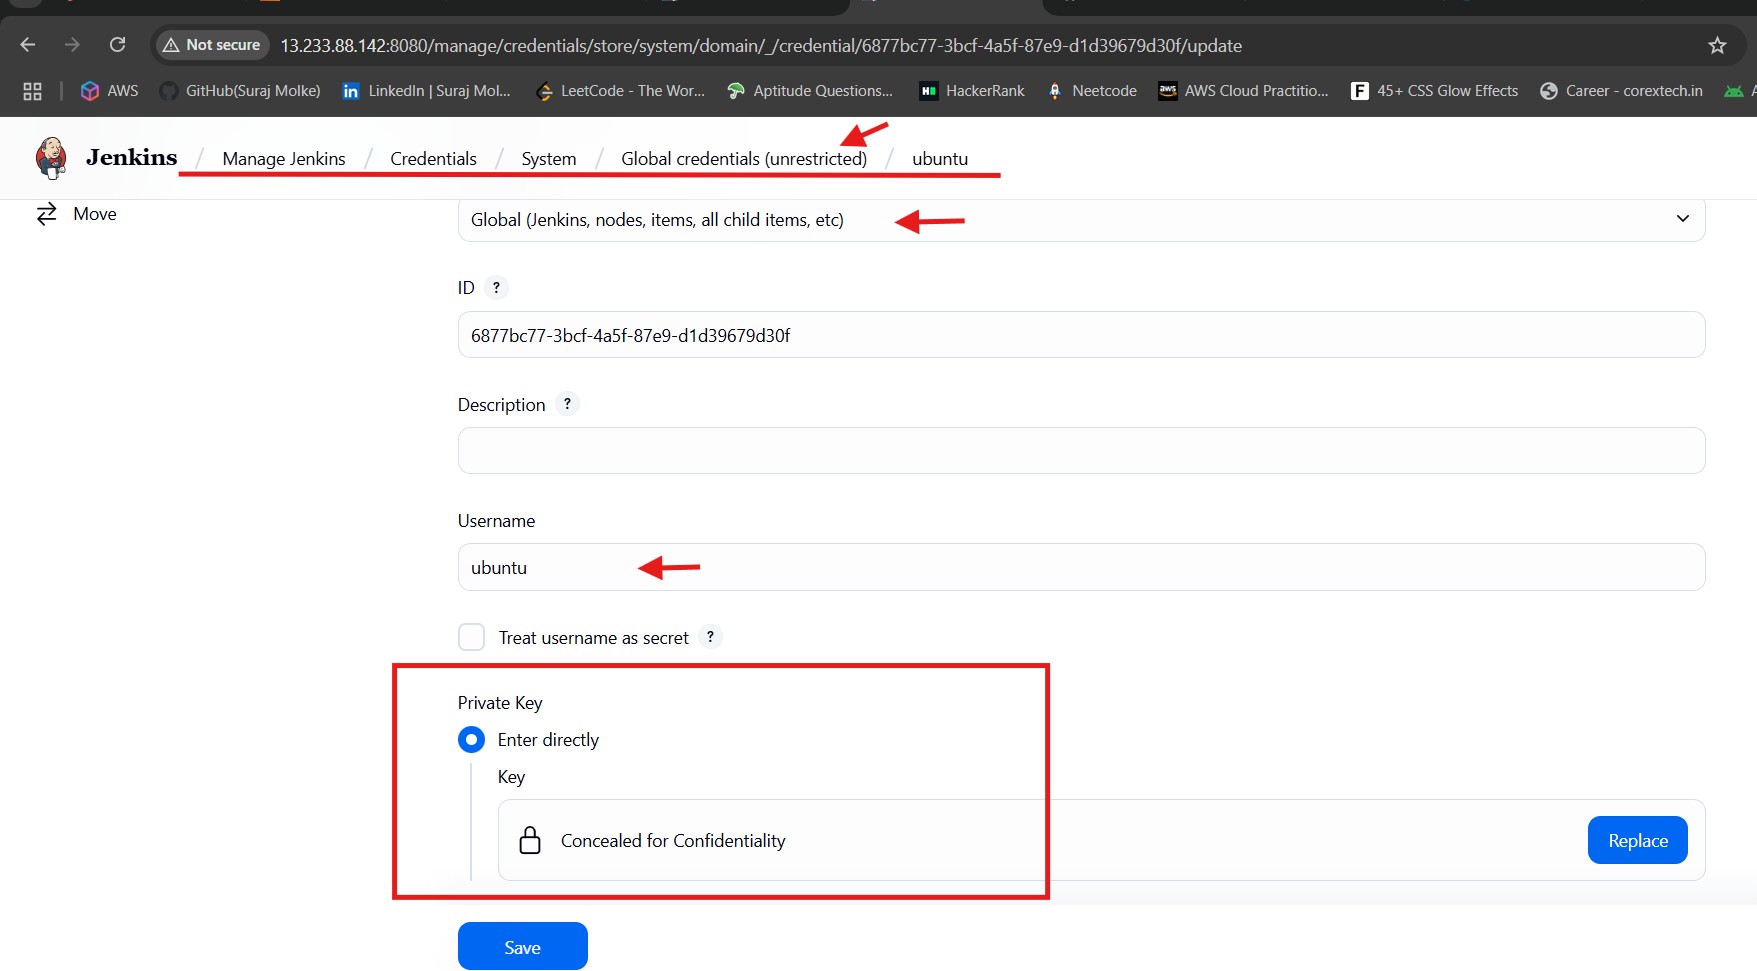 Not secure 13.233.88.142:8080/manage/credentials/store/system/domain/_/credential/6877bc77-3bcf-4a5f-87e9-d1d39679d30f/update
AWS GitHub(Suraj Molke) LinkedIn | Suraj Mol... LeetCode - The Wor... Aptitude Questions... HackerRank Neetcode AWS Cloud Practitio... 45+ CSS Glow Effects Career - corextech.in
Jenkins / Manage Jenkins / Credentials / System / Global credentials (unrestricted) / ubuntu
Move
Global (Jenkins, nodes, items, all child items, etc)
ID ?
6877bc77-3bcf-4a5f-87e9-d1d39679d30f
Description ?
Username
ubuntu
Treat username as secret ?
Private Key
Enter directly
Key
Concealed for Confidentiality
Replace
Save